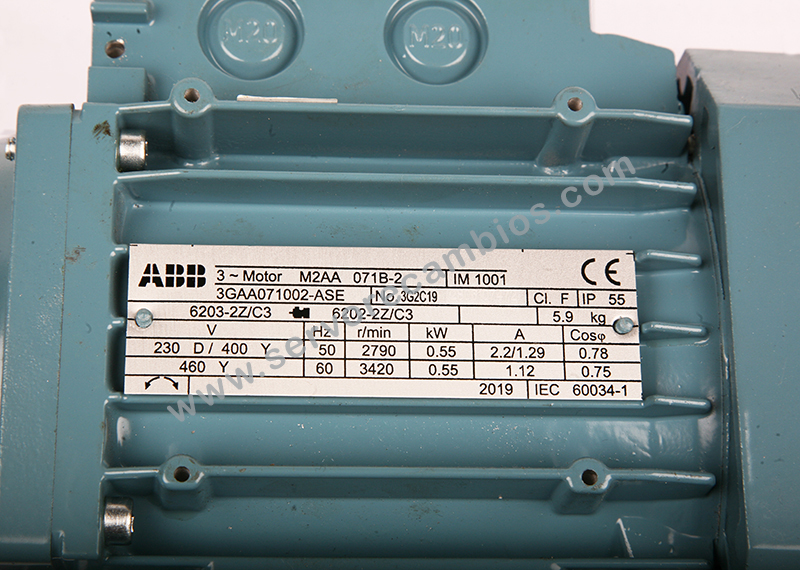 M20 M20
ABB 3 ~ Motor M2AA 071B-2 IM 1001 CE
3GAA071002-ASE No 3G2C19 Cl. F IP 55
6203-2Z/C3 6202-2Z/C3 5.9 kg
V Hz r/min kW A Cosφ
230 D/ 400 Y 50 2790 0.55 2.2/1.29 0.78
460 Y 60 3420 0.55 1.12 0.75
2019 IEC 60034-1
www.servorecambios.com